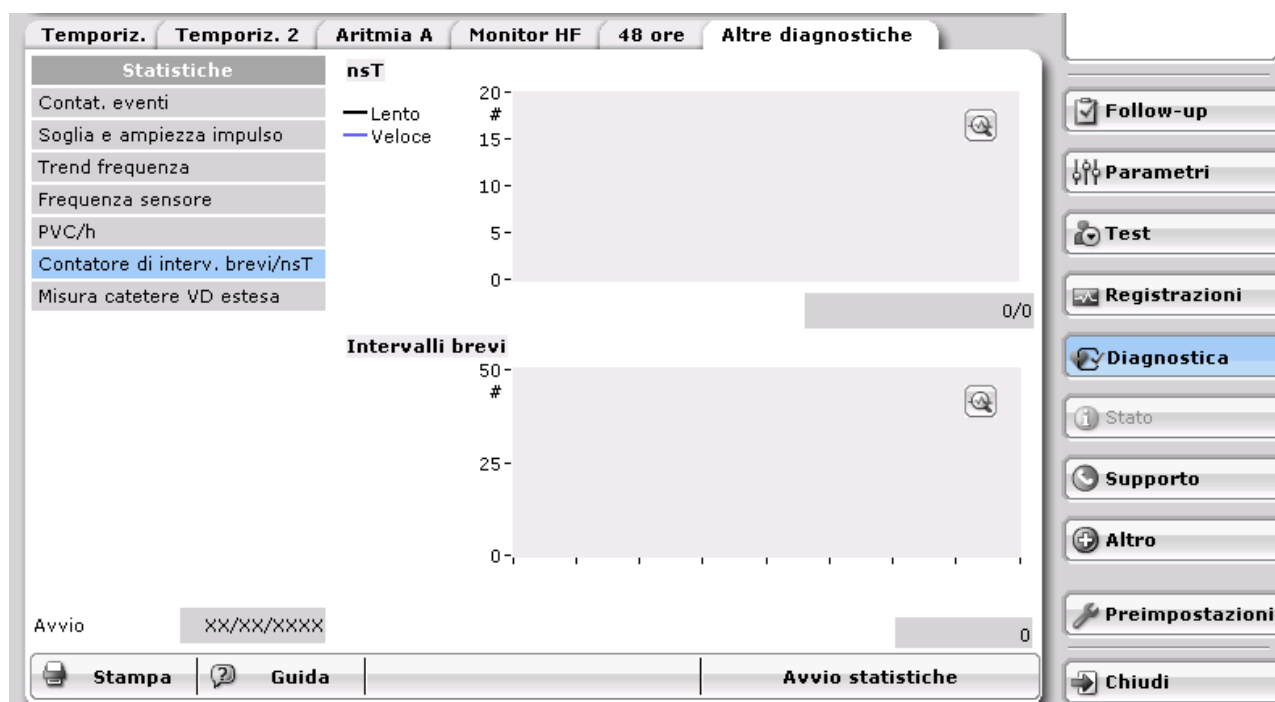 Temporiz. Temporiz. 2 Aritmia A Monitor HF 48 ore Altre diagnostiche
Statistiche
Contat. eventi
Soglia e ampiezza impulso
Trend frequenza
Frequenza sensore
PVC/h
Contatore di interv. brevi/nsT
Misura catetere VD estesa
nsT
Lento
Veloce
20
#
15
10
5
0
0/0
Intervalli brevi
50
#
25
0
Avvio XX/XX/XXXX
0
Stampa Guida Avvio statistiche
Follow-up
Parametri
Test
Registrazioni
Diagnostica
Stato
Supporto
Altro
Preimpostazioni
Chiudi